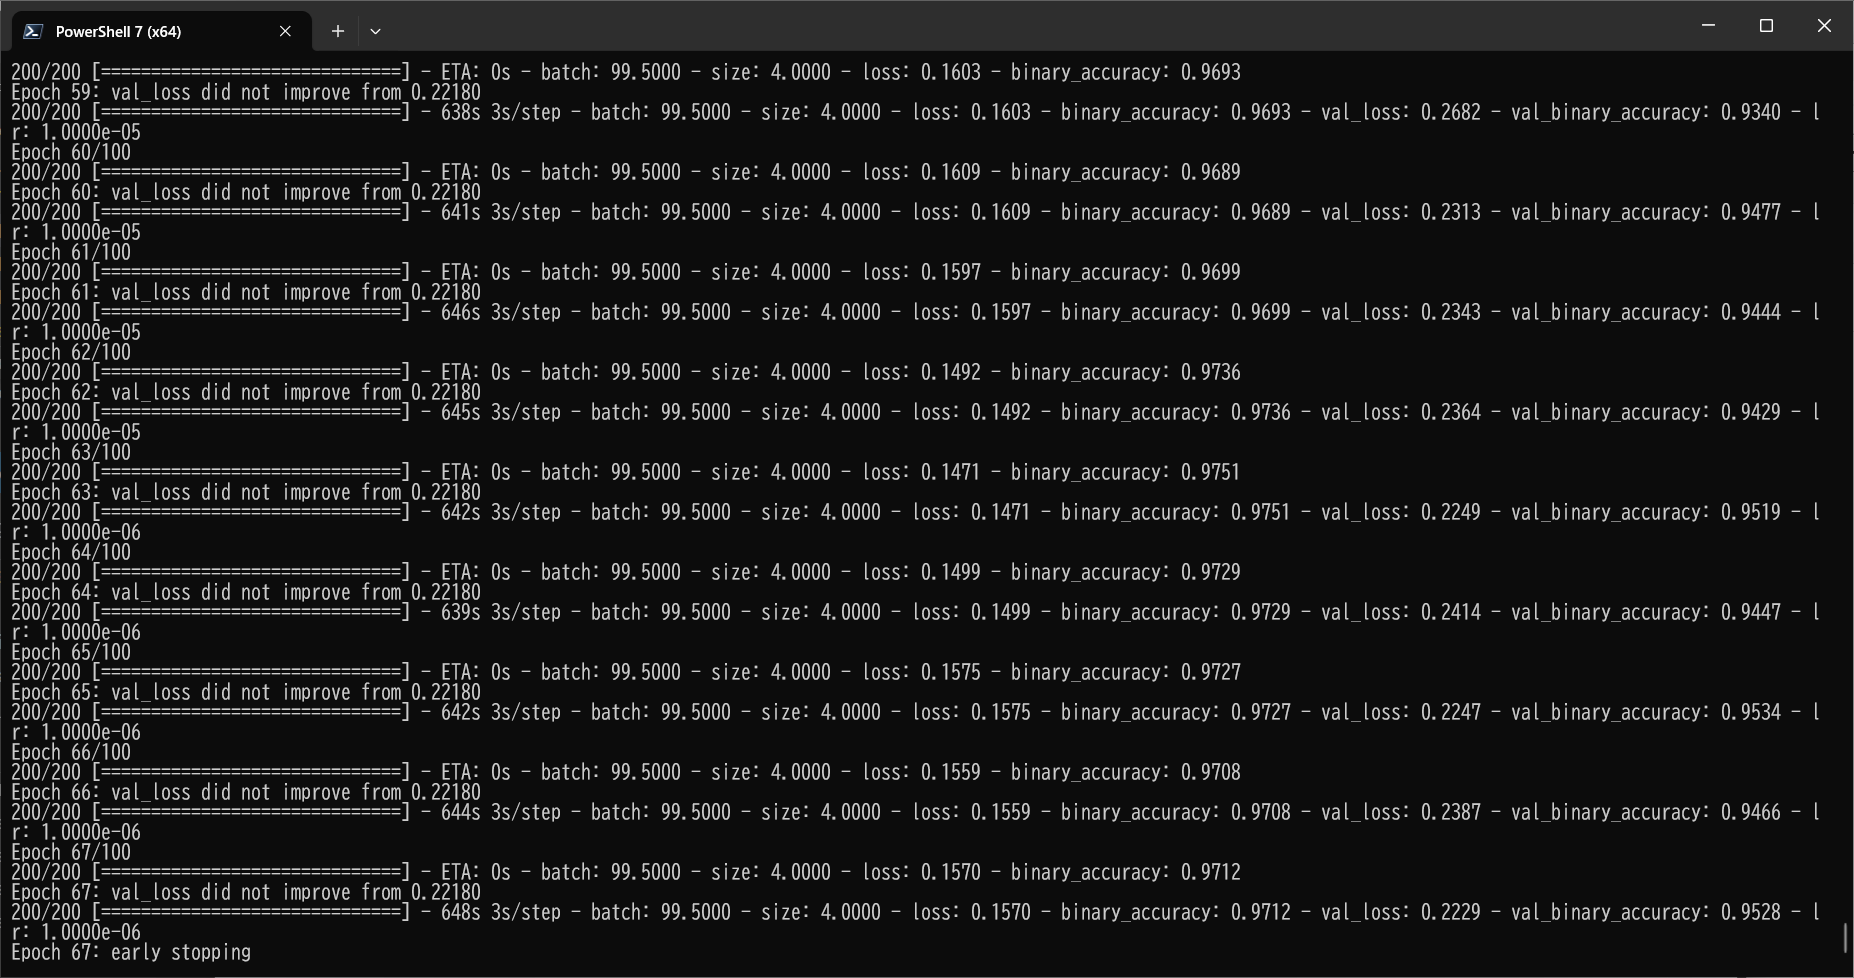 PowerShell 7 (x64)
200/200 [==============================] - ETA: 0s - batch: 99.5000 - size: 4.0000 - loss: 0.1603 - binary_accuracy: 0.9693
Epoch 59: val_loss did not improve from 0.22180
200/200 [==============================] - 638s 3s/step - batch: 99.5000 - size: 4.0000 - loss: 0.1603 - binary_accuracy: 0.9693 - val_loss: 0.2682 - val_binary_accuracy: 0.9340 - l
r: 1.0000e-05
Epoch 60/100
200/200 [==============================] - ETA: 0s - batch: 99.5000 - size: 4.0000 - loss: 0.1609 - binary_accuracy: 0.9689
Epoch 60: val_loss did not improve from 0.22180
200/200 [==============================] - 641s 3s/step - batch: 99.5000 - size: 4.0000 - loss: 0.1609 - binary_accuracy: 0.9689 - val_loss: 0.2313 - val_binary_accuracy: 0.9477 - l
r: 1.0000e-05
Epoch 61/100
200/200 [==============================] - ETA: 0s - batch: 99.5000 - size: 4.0000 - loss: 0.1597 - binary_accuracy: 0.9699
Epoch 61: val_loss did not improve from 0.22180
200/200 [==============================] - 646s 3s/step - batch: 99.5000 - size: 4.0000 - loss: 0.1597 - binary_accuracy: 0.9699 - val_loss: 0.2343 - val_binary_accuracy: 0.9444 - l
r: 1.0000e-05
Epoch 62/100
200/200 [==============================] - ETA: 0s - batch: 99.5000 - size: 4.0000 - loss: 0.1492 - binary_accuracy: 0.9736
Epoch 62: val_loss did not improve from 0.22180
200/200 [==============================] - 645s 3s/step - batch: 99.5000 - size: 4.0000 - loss: 0.1492 - binary_accuracy: 0.9736 - val_loss: 0.2364 - val_binary_accuracy: 0.9429 - l
r: 1.0000e-05
Epoch 63/100
200/200 [==============================] - ETA: 0s - batch: 99.5000 - size: 4.0000 - loss: 0.1471 - binary_accuracy: 0.9751
Epoch 63: val_loss did not improve from 0.22180
200/200 [==============================] - 642s 3s/step - batch: 99.5000 - size: 4.0000 - loss: 0.1471 - binary_accuracy: 0.9751 - val_loss: 0.2249 - val_binary_accuracy: 0.9519 - l
r: 1.0000e-06
Epoch 64/100
200/200 [==============================] - ETA: 0s - batch: 99.5000 - size: 4.0000 - loss: 0.1499 - binary_accuracy: 0.9729
Epoch 64: val_loss did not improve from 0.22180
200/200 [==============================] - 639s 3s/step - batch: 99.5000 - size: 4.0000 - loss: 0.1499 - binary_accuracy: 0.9729 - val_loss: 0.2414 - val_binary_accuracy: 0.9447 - l
r: 1.0000e-06
Epoch 65/100
200/200 [==============================] - ETA: 0s - batch: 99.5000 - size: 4.0000 - loss: 0.1575 - binary_accuracy: 0.9727
Epoch 65: val_loss did not improve from 0.22180
200/200 [==============================] - 642s 3s/step - batch: 99.5000 - size: 4.0000 - loss: 0.1575 - binary_accuracy: 0.9727 - val_loss: 0.2247 - val_binary_accuracy: 0.9534 - l
r: 1.0000e-06
Epoch 66/100
200/200 [==============================] - ETA: 0s - batch: 99.5000 - size: 4.0000 - loss: 0.1559 - binary_accuracy: 0.9708
Epoch 66: val_loss did not improve from 0.22180
200/200 [==============================] - 644s 3s/step - batch: 99.5000 - size: 4.0000 - loss: 0.1559 - binary_accuracy: 0.9708 - val_loss: 0.2387 - val_binary_accuracy: 0.9466 - l
r: 1.0000e-06
Epoch 67/100
200/200 [==============================] - ETA: 0s - batch: 99.5000 - size: 4.0000 - loss: 0.1570 - binary_accuracy: 0.9712
Epoch 67: val_loss did not improve from 0.22180
200/200 [==============================] - 648s 3s/step - batch: 99.5000 - size: 4.0000 - loss: 0.1570 - binary_accuracy: 0.9712 - val_loss: 0.2229 - val_binary_accuracy: 0.9528 - l
r: 1.0000e-06
Epoch 67: early stopping